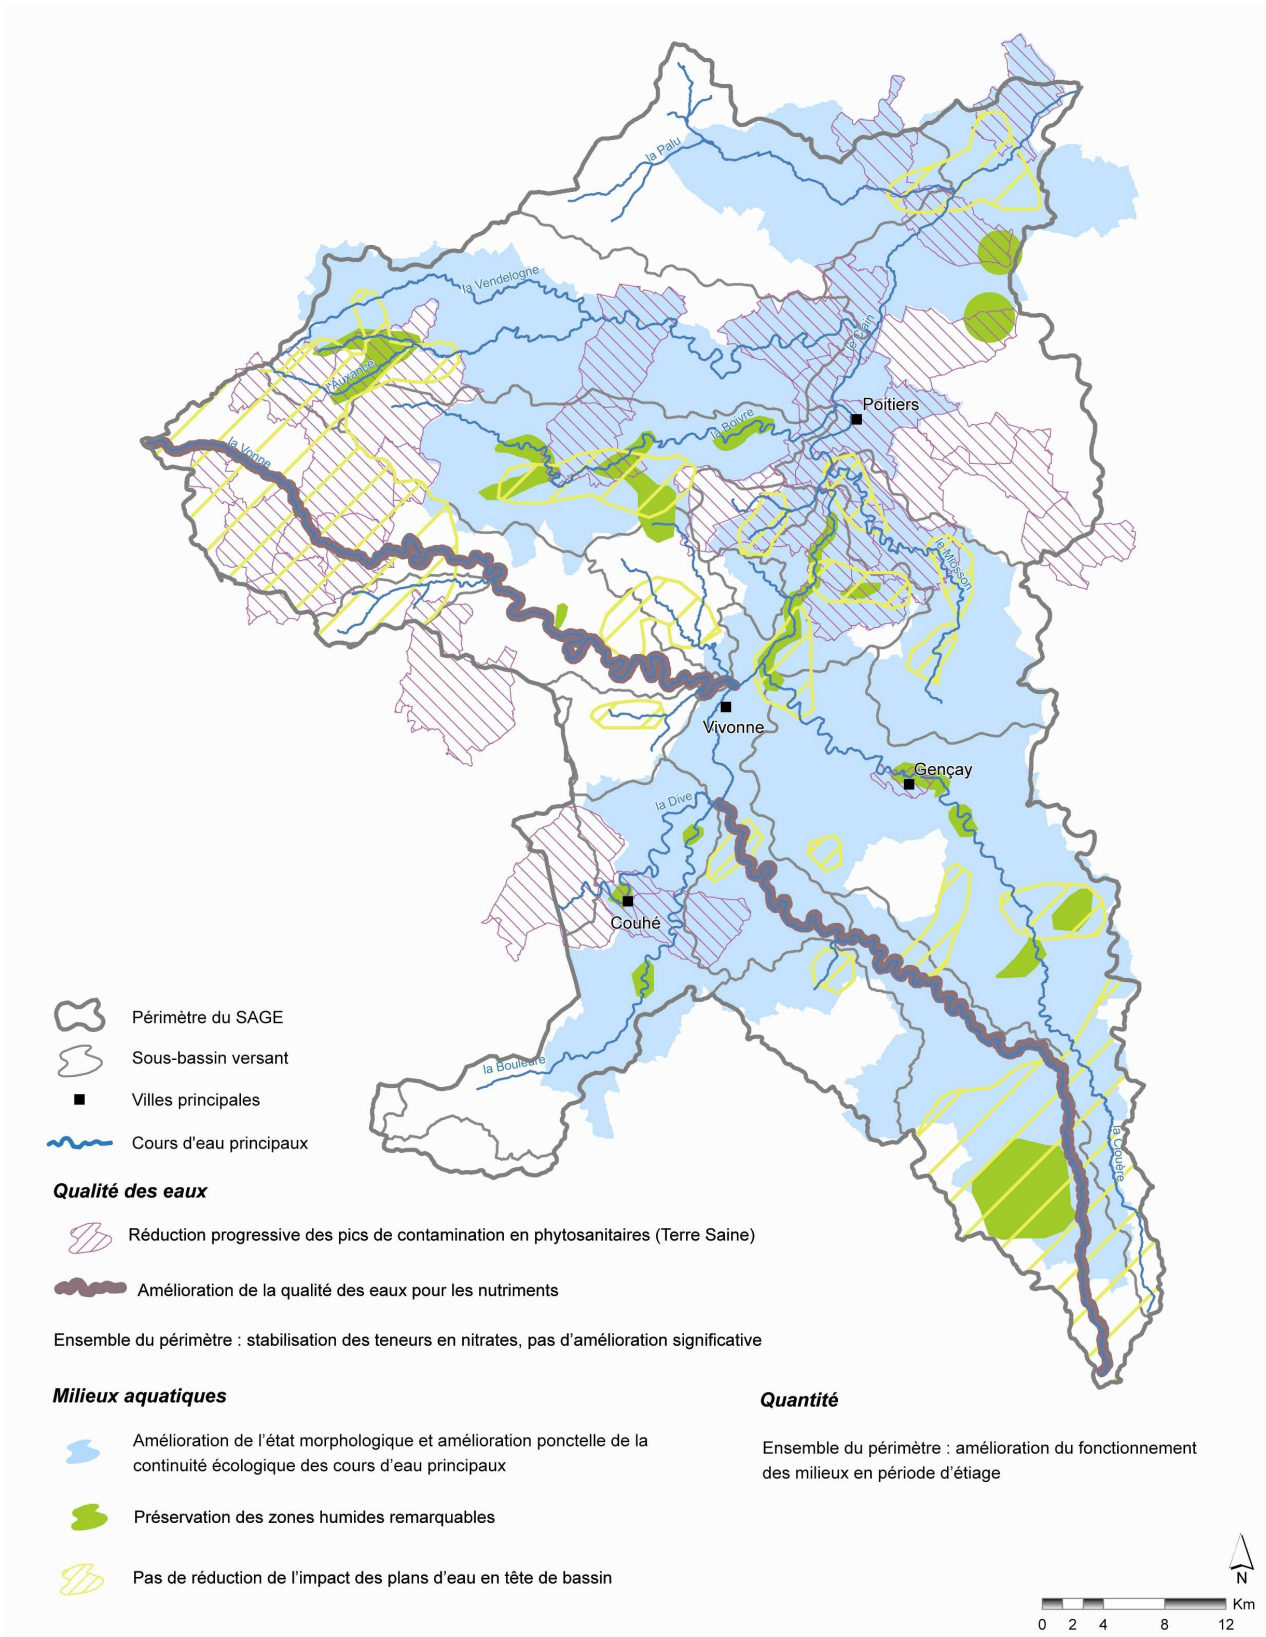 la Palu
la Vendelogne
le Clain
l'Auxance
Poitiers
la Boivre
la Vonne
le Miosson
Vivonne
Gençay
la Dive
Couhé
la Bouleure
la Clouère
Périmètre du SAGE
Sous-bassin versant
Villes principales
Cours d'eau principaux
Qualité des eaux
Réduction progressive des pics de contamination en phytosanitaires (Terre Saine)
Amélioration de la qualité des eaux pour les nutriments
Ensemble du périmètre : stabilisation des teneurs en nitrates, pas d'amélioration significative
Milieux aquatiques
Amélioration de l'état morphologique et amélioration ponctelle de la
continuité écologique des cours d'eau principaux
Préservation des zones humides remarquables
Pas de réduction de l'impact des plans d'eau en tête de bassin
Quantité
Ensemble du périmètre : amélioration du fonctionnement
des milieux en période d'étiage
N
Km
0 2 4 8 12